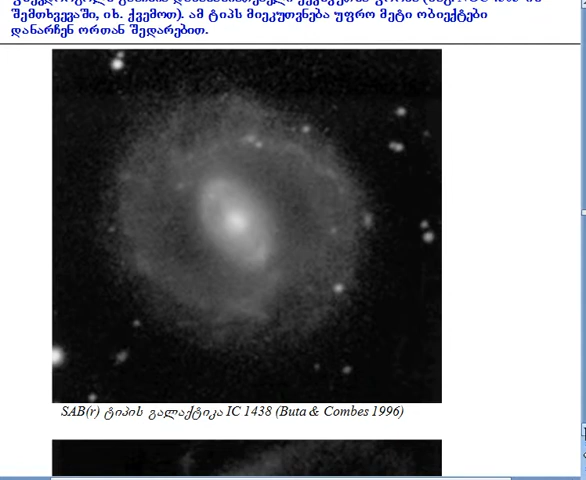 შემთხვევაში, იხ. ქვემოთ). ამ ტიპს მიეკუთვნება უფრო მეტი ობიექტები
დანარჩენ ორთან შედარებით.
SAB(r) ტიპის გალაქტიკა IC 1438 (Buta & Combes 1996)